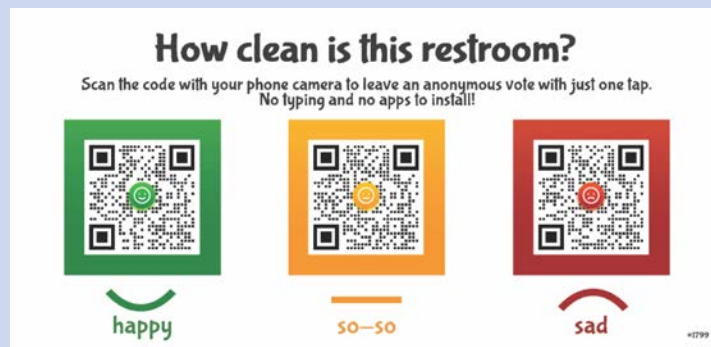 How clean is this restroom?
Scan the code with your phone camera to leave an anonymous vote with just one tap.
No typing and no apps to install!
happy
so–so
sad
#1799